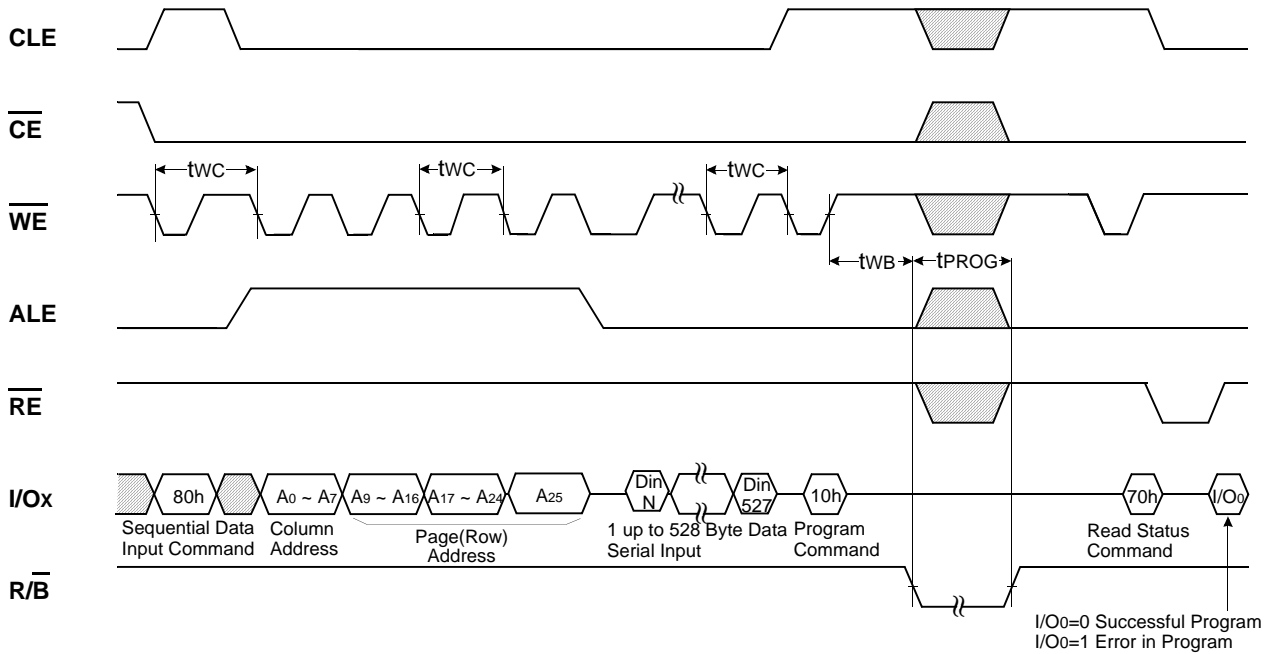 CLE
CE
tWC
tWC
tWC
WE
tWB
tPROG
ALE
RE
I/Ox
80h
A0 ~ A7
A9 ~ A16
A17 ~ A24
A25
Din
N
Din
527
10h
70h
I/O0
Sequential Data
Input Command
Column
Address
Page(Row)
Address
1 up to 528 Byte Data
Serial Input
Program
Command
Read Status
Command
R/B
I/O0=0 Successful Program
I/O0=1 Error in Program